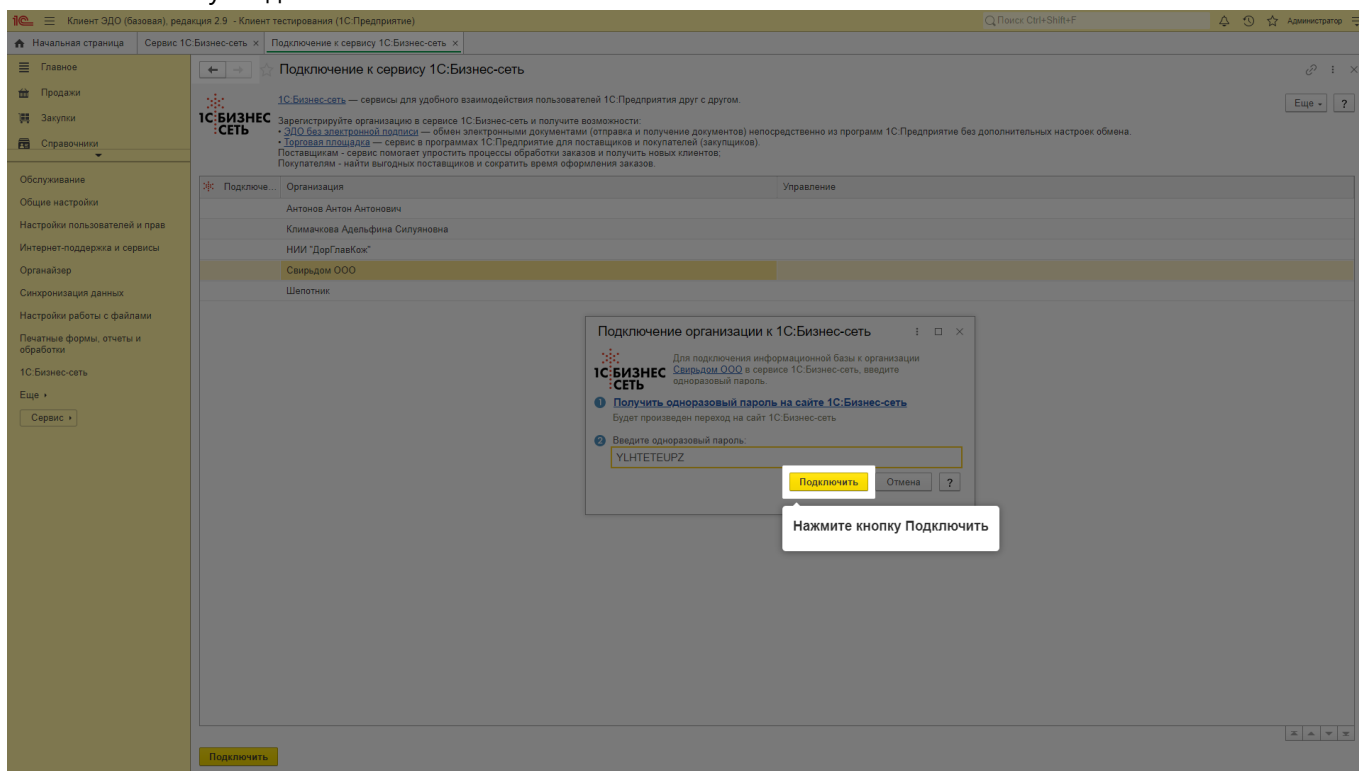 1С Клиент ЭДО (базовая), редакция 2.9 - Клиент тестирования (1С:Предприятие)
Поиск Ctrl+Shift+F
Администратор
Начальная страница
Сервис 1С:Бизнес-сеть ×
Подключение к сервису 1С:Бизнес-сеть ×
Главное
Продажи
Закупки
Справочники
Обслуживание
Общие настройки
Настройки пользователей и прав
Интернет-поддержка и сервисы
Органайзер
Синхронизация данных
Настройки работы с файлами
Печатные формы, отчеты и
обработки
1С:Бизнес-сеть
Еще
Сервис
Подключение к сервису 1С:Бизнес-сеть
Еще
?
1С БИЗНЕС
СЕТЬ
1С:Бизнес-сеть — сервисы для удобного взаимодействия пользователей 1С:Предприятия друг с другом.
Зарегистрируйте организацию в сервисе 1С:Бизнес-сеть и получите возможности:
• ЭДО без электронной подписи — обмен электронными документами (отправка и получение документов) непосредственно из программ 1С:Предприятие без дополнительных настроек обмена.
• Торговая площадка — сервис в программах 1С:Предприятие для поставщиков и покупателей (закупщиков).
Поставщикам - сервис помогает упростить процессы обработки заказов и получить новых клиентов;
Покупателям - найти выгодных поставщиков и сократить время оформления заказов.
Подключе... Организация Управление
Антонов Антон Антонович
Климачкова Адельфина Силуяновна
НИИ "ДорГлавКож"
Свирьдом ООО
Шепотник
Подключение организации к 1С:Бизнес-сеть
1С БИЗНЕС
СЕТЬ
Для подключения информационной базы к организации
Свирьдом ООО в сервисе 1С:Бизнес-сеть, введите
одноразовый пароль.
1 Получить одноразовый пароль на сайте 1С:Бизнес-сеть
Будет произведен переход на сайт 1С:Бизнес-сеть
2 Введите одноразовый пароль:
YLHTETEUPZ
Подключить Отмена ?
Нажмите кнопку Подключить
Подключить